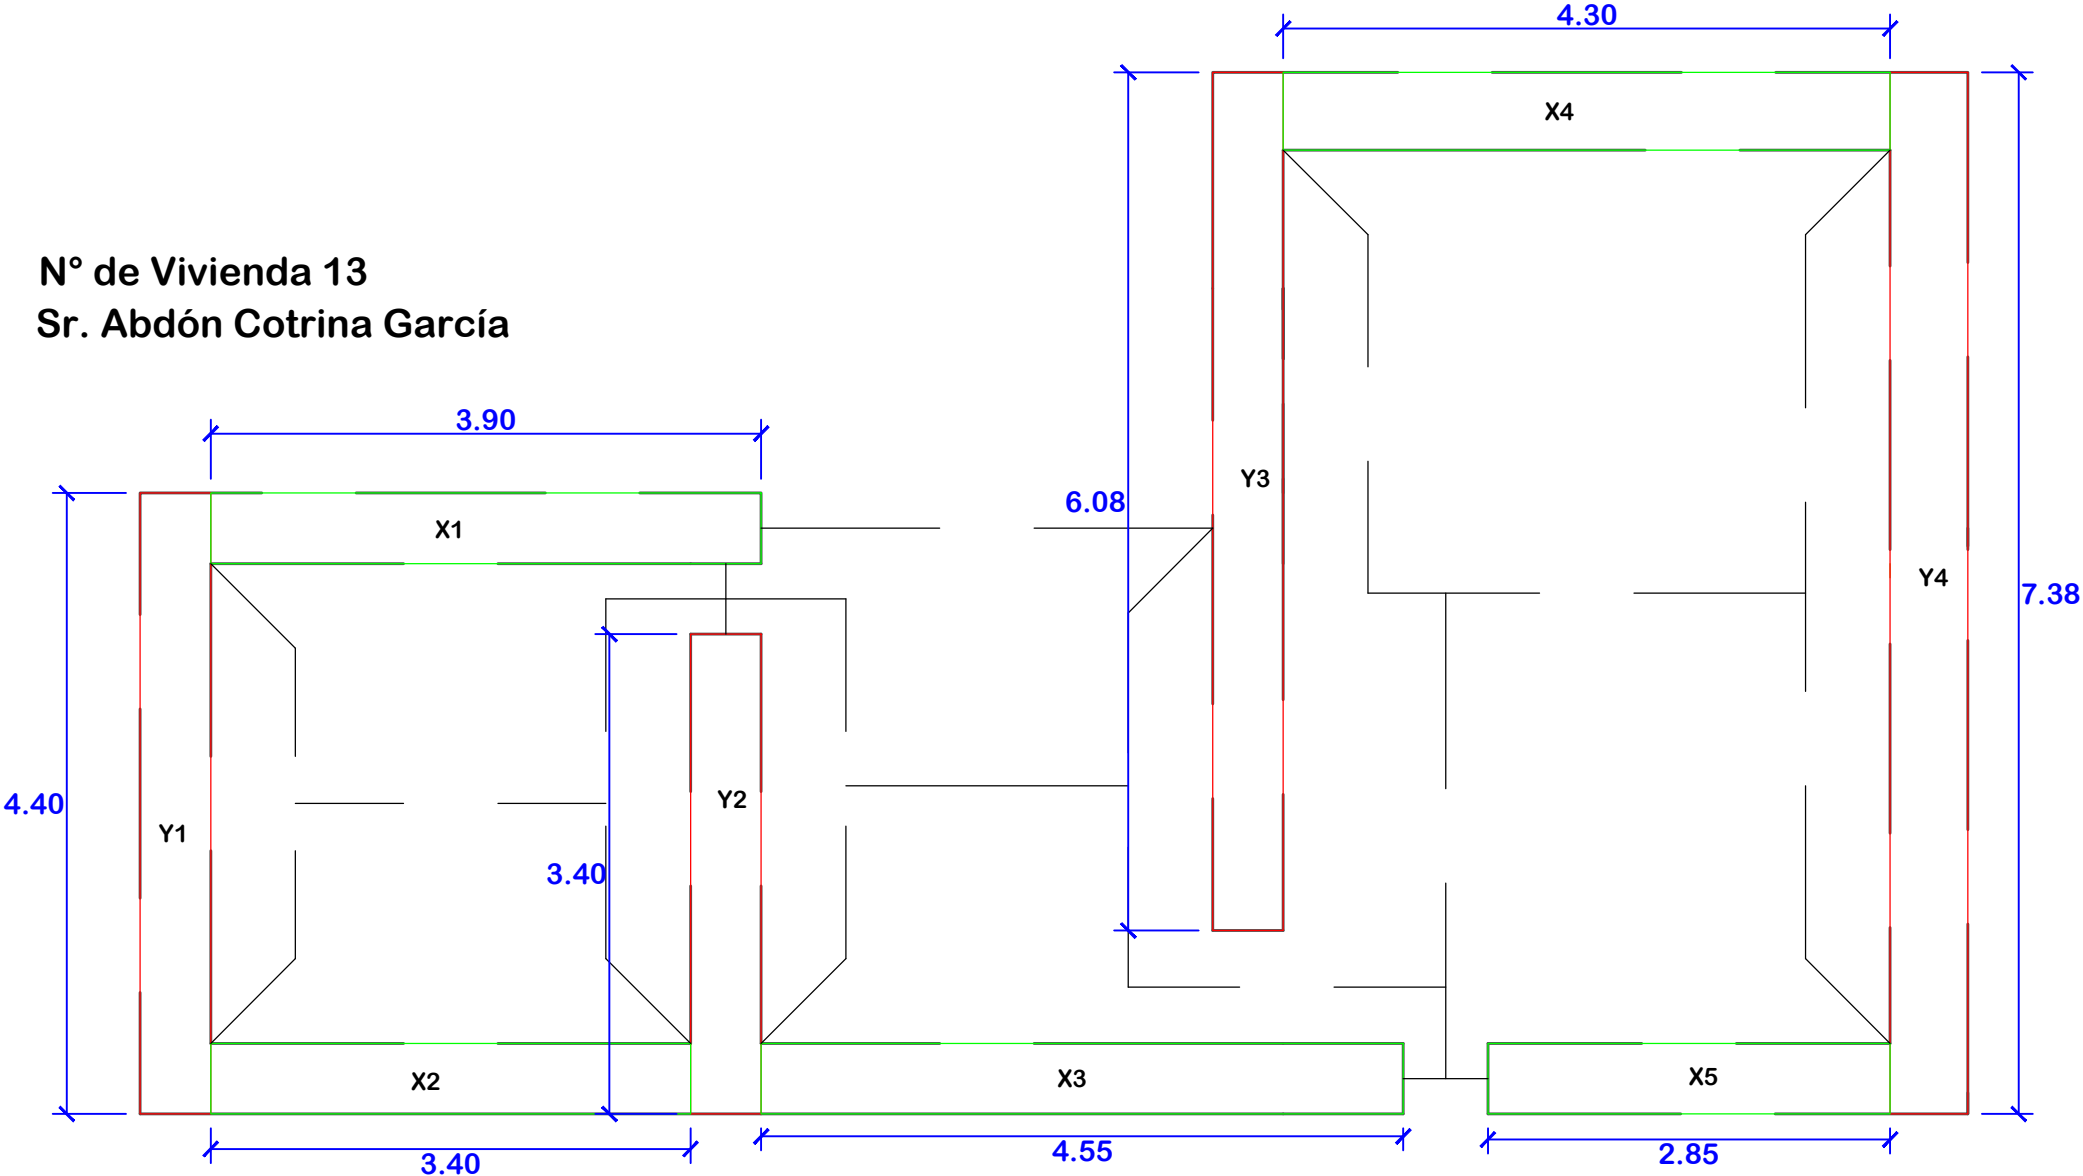 4.30
X4
N° de Vivienda 13
Sr. Abdón Cotrina García
3.90
X1
6.08
Y3
Y4
7.38
4.40
Y1
Y2
3.40
X2
X3
X5
3.40
4.55
2.85